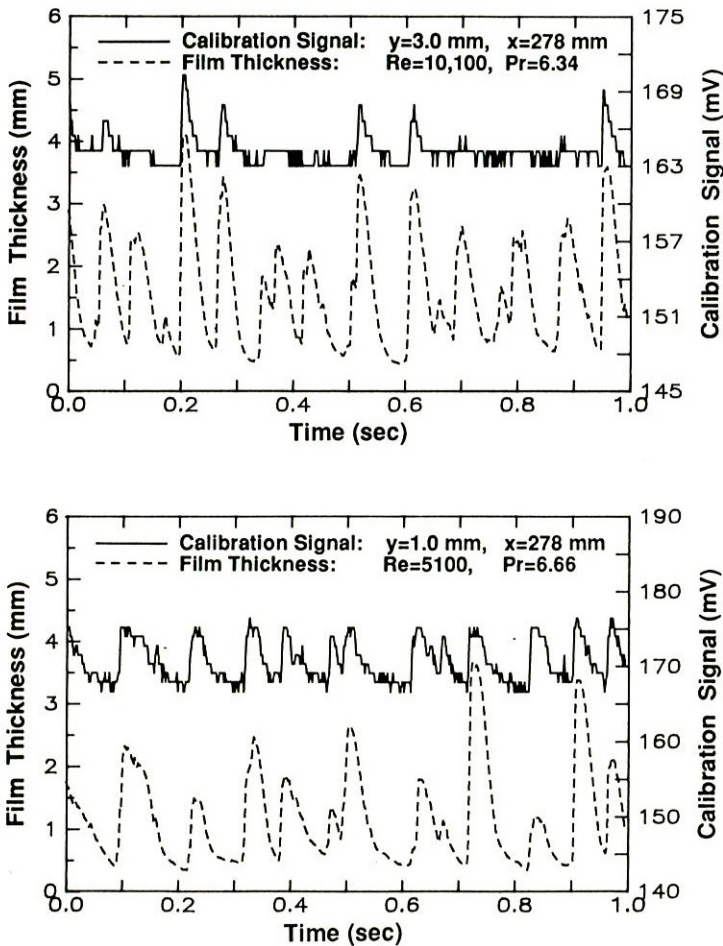 Calibration Signal: y=3.0 mm, x=278 mm
Film Thickness: Re=10,100, Pr=6.34
Film Thickness (mm)
6
5
4
3
2
1
0
Calibration Signal (mV)
175
169
163
157
151
145
0.0 0.2 0.4 0.6 0.8 1.0
Time (sec)
Calibration Signal: y=1.0 mm, x=278 mm
Film Thickness: Re=5100, Pr=6.66
Film Thickness (mm)
6
5
4
3
2
1
0
Calibration Signal (mV)
190
180
170
160
150
140
0.0 0.2 0.4 0.6 0.8 1.0
Time (sec)